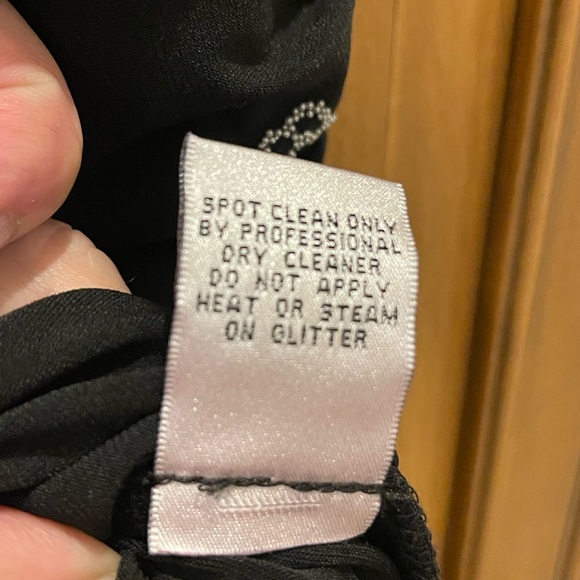 SPOT CLEAN ONLY
BY PROFESSIONAL
DRY CLEANER
DO NOT APPLY
HEAT OR STEAM
ON GLITTER